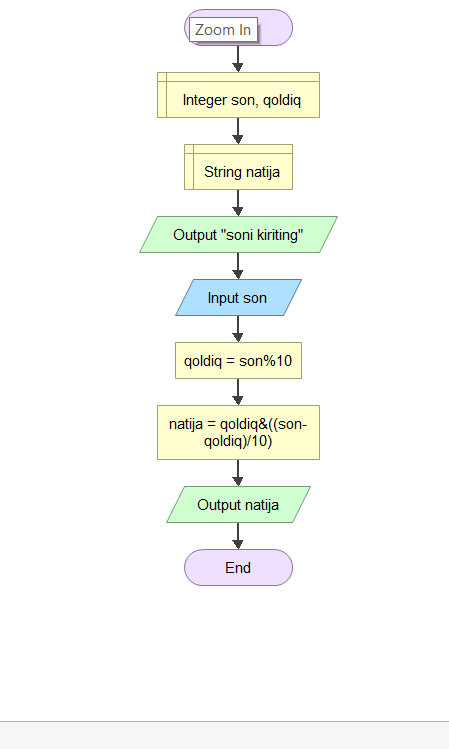 Zoom In
Integer son, qoldiq
String natija
Output "soni kiriting"
Input son
qoldiq = son%10
natija = qoldiq&((son-
qoldiq)/10)
Output natija
End